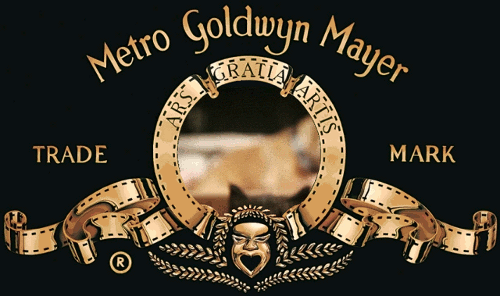 Metro Goldwyn Mayer
ARS GRATIA ARTIS
TRADE MARK
®